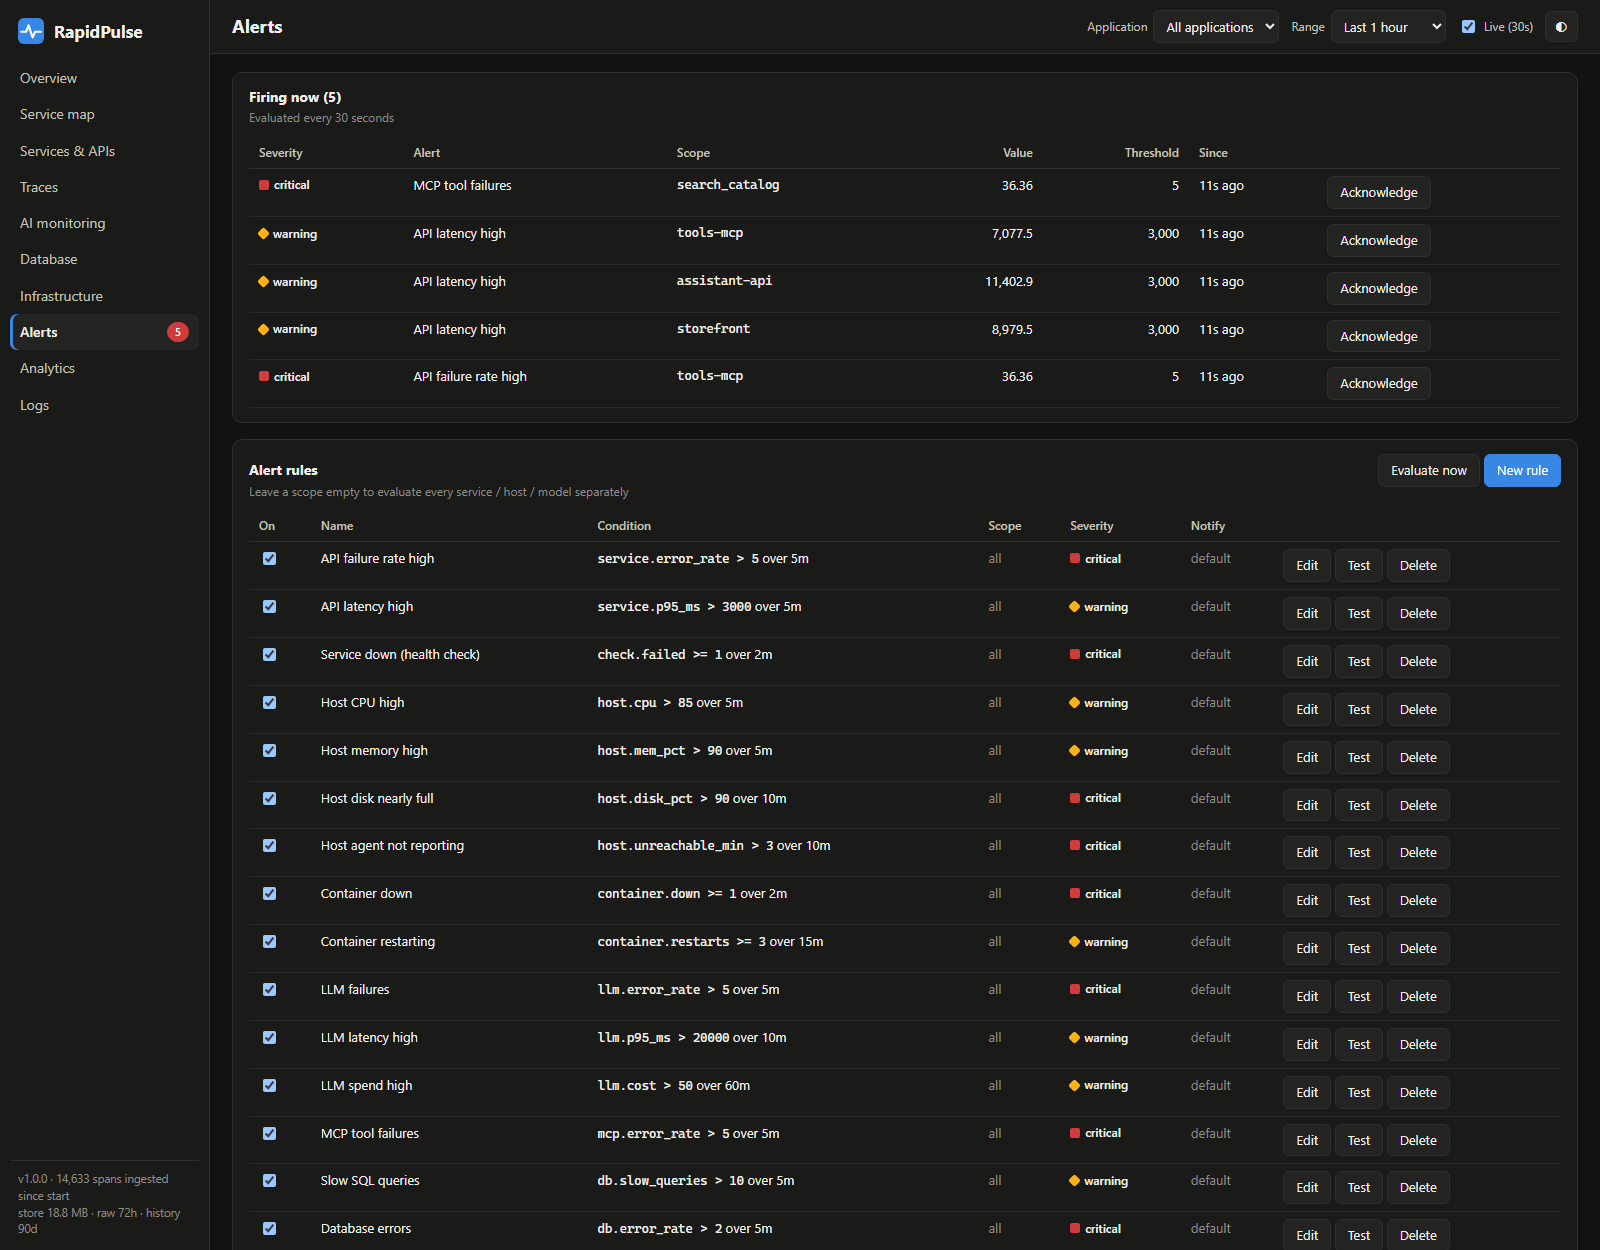 RapidPulse
Overview
Service map
Services & APIs
Traces
AI monitoring
Database
Infrastructure
Alerts 5
Analytics
Logs
v1.0.0 · 14,633 spans ingested
since start
store 18.8 MB · raw 72h · history
90d
Alerts
Application All applications Range Last 1 hour Live (30s)
Firing now (5)
Evaluated every 30 seconds
Severity Alert Scope Value Threshold Since
critical MCP tool failures search_catalog 36.36 5 11s ago Acknowledge
warning API latency high tools-mcp 7,077.5 3,000 11s ago Acknowledge
warning API latency high assistant-api 11,402.9 3,000 11s ago Acknowledge
warning API latency high storefront 8,979.5 3,000 11s ago Acknowledge
critical API failure rate high tools-mcp 36.36 5 11s ago Acknowledge
Alert rules
Leave a scope empty to evaluate every service / host / model separately
Evaluate now New rule
On Name Condition Scope Severity Notify
API failure rate high service.error_rate > 5 over 5m all critical default Edit Test Delete
API latency high service.p95_ms > 3000 over 5m all warning default Edit Test Delete
Service down (health check) check.failed >= 1 over 2m all critical default Edit Test Delete
Host CPU high host.cpu > 85 over 5m all warning default Edit Test Delete
Host memory high host.mem_pct > 90 over 5m all warning default Edit Test Delete
Host disk nearly full host.disk_pct > 90 over 10m all critical default Edit Test Delete
Host agent not reporting host.unreachable_min > 3 over 10m all critical default Edit Test Delete
Container down container.down >= 1 over 2m all critical default Edit Test Delete
Container restarting container.restarts >= 3 over 15m all warning default Edit Test Delete
LLM failures llm.error_rate > 5 over 5m all critical default Edit Test Delete
LLM latency high llm.p95_ms > 20000 over 10m all warning default Edit Test Delete
LLM spend high llm.cost > 50 over 60m all warning default Edit Test Delete
MCP tool failures mcp.error_rate > 5 over 5m all critical default Edit Test Delete
Slow SQL queries db.slow_queries > 10 over 5m all warning default Edit Test Delete
Database errors db.error_rate > 2 over 5m all critical default Edit Test Delete